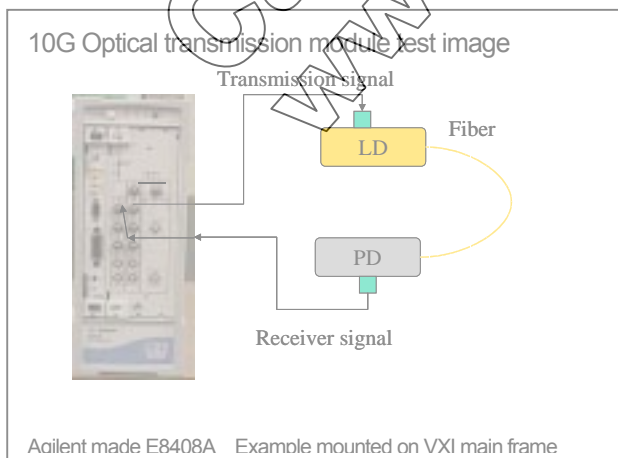 10G Optical transmission module test image
Transmission signal
LD
Fiber
PD
Receiver signal
Agilent made E8408A Example mounted on VXI main frame